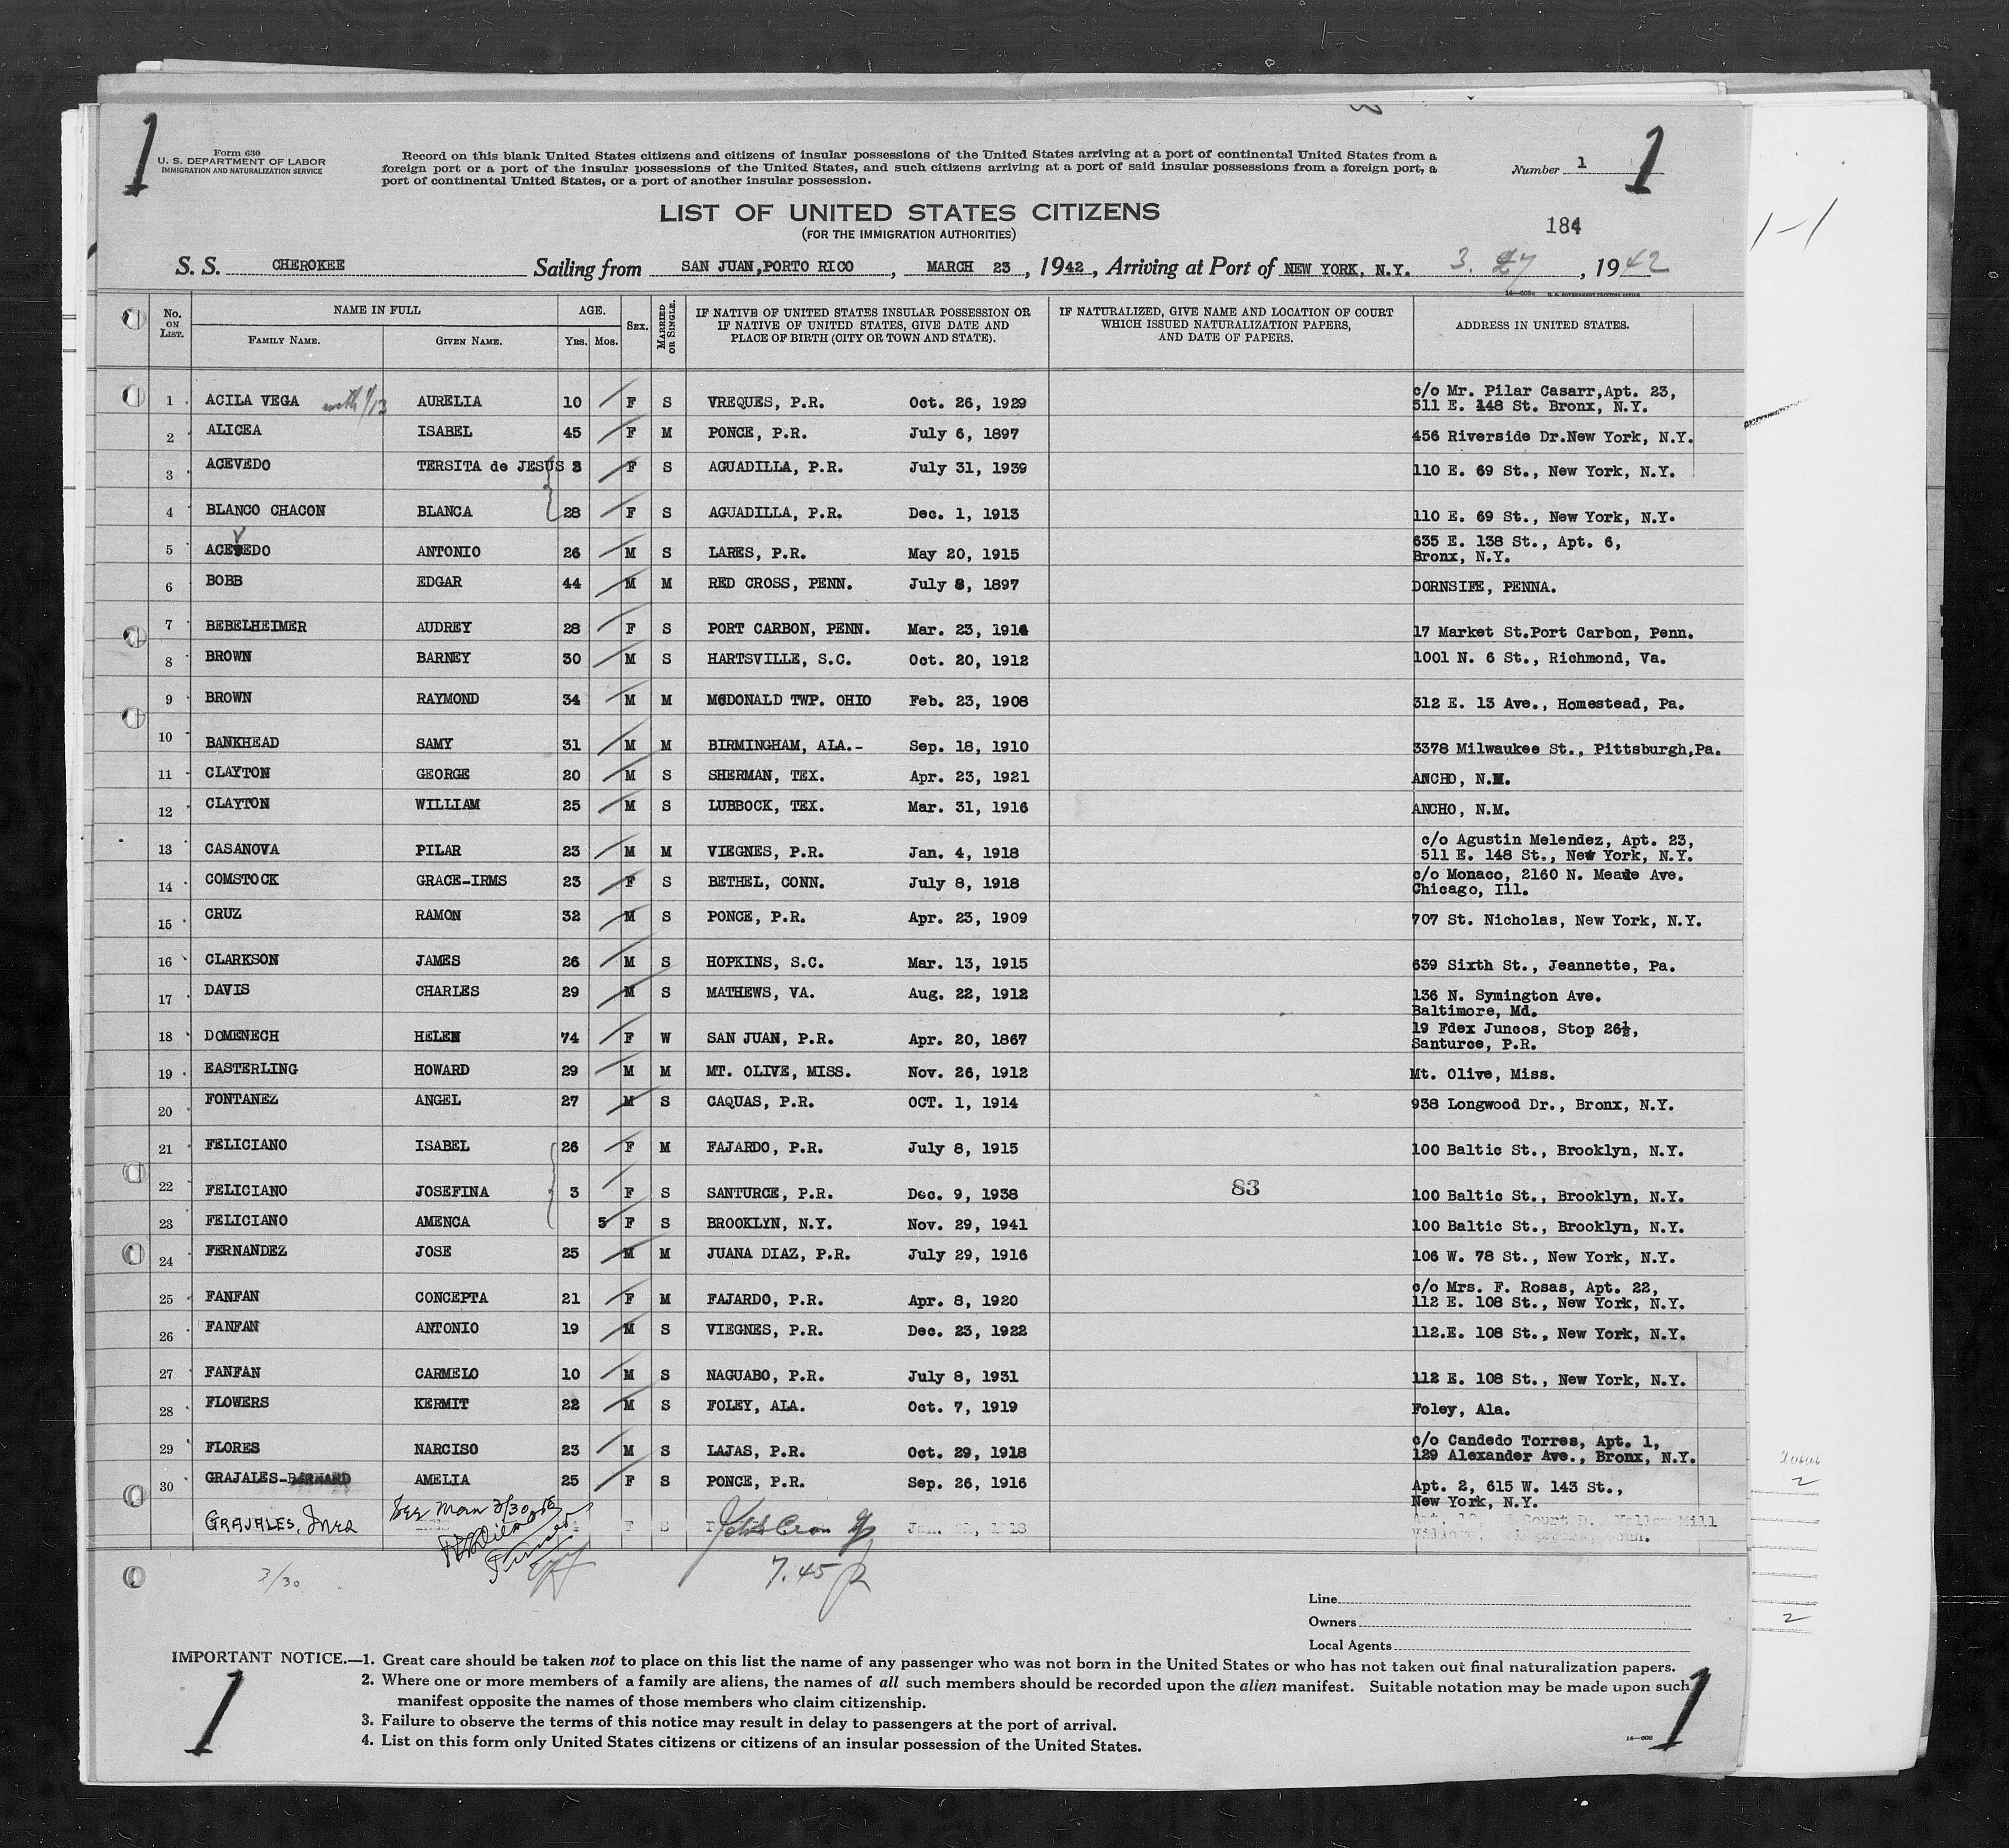 1
1
Form 630
U. S. DEPARTMENT OF LABOR
IMMIGRATION AND NATURALIZATION SERVICE
Record on this blank United States citizens and citizens of insular possessions of the United States arriving at a port of continental United States from a
foreign port or a port of the insular possessions of the United States, and such citizens arriving at a port of said insular possessions from a foreign port, a
port of continental United States, or a port of another insular possession.
Number 1
LIST OF UNITED STATES CITIZENS
(FOR THE IMMIGRATION AUTHORITIES)
184
1-1
S. S. CHEROKEE Sailing from SAN JUAN, PORTO RICO, MARCH 23, 1942, Arriving at Port of NEW YORK, N.Y. 3. 27, 1942
No. ON LIST. NAME IN FULL FAMILY NAME. GIVEN NAME. AGE. YRS. MOS. SEX. MARRIED OR SINGLE. IF NATIVE OF UNITED STATES INSULAR POSSESSION OR IF NATIVE OF UNITED STATES, GIVE DATE AND PLACE OF BIRTH (CITY OR TOWN AND STATE). IF NATURALIZED, GIVE NAME AND LOCATION OF COURT WHICH ISSUED NATURALIZATION PAPERS, AND DATE OF PAPERS. ADDRESS IN UNITED STATES.
1 ACILA VEGA with 1/13 AURELIA 10 F S VREQUES, P.R. Oct. 26, 1929 c/o Mr. Pilar Casarr, Apt. 23,
511 E. 148 St. Bronx, N.Y.
2 ALICEA ISABEL 45 F M PONCE, P.R. July 6, 1897 456 Riverside Dr. New York, N.Y.
3 ACEVEDO TERSITA de JESUS 3 F S AGUADILLA, P.R. July 31, 1939 110 E. 69 St., New York, N.Y.
4 BLANCO CHACON BLANCA 28 F S AGUADILLA, P.R. Dec. 1, 1913 110 E. 69 St., New York, N.Y.
5 ACEVEDO ANTONIO 26 M S LARES, P.R. May 20, 1915 635 E. 138 St., Apt. 6,
Bronx, N.Y.
6 BOBB EDGAR 44 M M RED CROSS, PENN. July 8, 1897 DORNSIFE, PENNA.
7 BEBELHEIMER AUDREY 28 F S PORT CARBON, PENN. Mar. 23, 1914 17 Market St. Port Carbon, Penn.
8 BROWN BARNEY 30 M S HARTSVILLE, S.C. Oct. 20, 1912 1001 N. 6 St., Richmond, Va.
9 BROWN RAYMOND 34 M M McDONALD TWP. OHIO Feb. 23, 1908 312 E. 13 Ave., Homestead, Pa.
10 BANKHEAD SAMY 31 M M BIRMINGHAM, ALA.- Sep. 18, 1910 3378 Milwaukee St., Pittsburgh, Pa.
11 CLAYTON GEORGE 20 M S SHERMAN, TEX. Apr. 23, 1921 ANCHO, N.M.
12 CLAYTON WILLIAM 25 M S LUBBOCK, TEX. Mar. 31, 1916 ANCHO, N.M.
13 CASANOVA PILAR 23 M M VIEGNES, P.R. Jan. 4, 1918 c/o Agustin Melendez, Apt. 23,
511 E. 148 St., New York, N.Y.
14 COMSTOCK GRACE-IRMS 23 F S BETHEL, CONN. July 8, 1918 c/o Monaco, 2160 N. Meade Ave.
Chicago, Ill.
15 CRUZ RAMON 32 M S PONCE, P.R. Apr. 23, 1909 707 St. Nicholas, New York, N.Y.
16 CLARKSON JAMES 26 M S HOPKINS, S.C. Mar. 13, 1915 639 Sixth St., Jeannette, Pa.
17 DAVIS CHARLES 29 M S MATHEWS, VA. Aug. 22, 1912 136 N. Symington Ave.
Baltimore, Md.
18 DOMENECH HELEN 74 F W SAN JUAN, P.R. Apr. 20, 1867 19 Fdex Juncos, Stop 26½,
Santurce, P.R.
19 EASTERLING HOWARD 29 M M MT. OLIVE, MISS. Nov. 26, 1912 Mt. Olive, Miss.
20 FONTANEZ ANGEL 27 M S CAQUAS, P.R. OCT. 1, 1914 938 Longwood Dr., Bronx, N.Y.
21 FELICIANO ISABEL 26 F M FAJARDO, P.R. July 8, 1915 100 Baltic St., Brooklyn, N.Y.
22 FELICIANO JOSEFINA 3 F S SANTURCE, P.R. Dec. 9, 1938 83 100 Baltic St., Brooklyn, N.Y.
23 FELICIANO AMENCA 5 F S BROOKLYN, N.Y. Nov. 29, 1941 100 Baltic St., Brooklyn, N.Y.
24 FERNANDEZ JOSE 25 M M JUANA DIAZ, P.R. July 29, 1916 106 W. 78 St., New York, N.Y.
25 FANFAN CONCEPTA 21 F M FAJARDO, P.R. Apr. 8, 1920 c/o Mrs. F. Rosas, Apt. 22,
112 E. 108 St., New York, N.Y.
26 FANFAN ANTONIO 19 M S VIEGNES, P.R. Dec. 23, 1922 112.E. 108 St., New York, N.Y.
27 FANFAN CARMELO 10 M S NAGUABO, P.R. July 8, 1931 112 E. 108 St., New York, N.Y.
28 FLOWERS KERMIT 22 M S FOLEY, ALA. Oct. 7, 1919 Foley, Ala.
29 FLORES NARCISO 23 M S LAJAS, P.R. Oct. 29, 1918 c/o Candedo Torres, Apt. 1,
129 Alexander Ave., Bronx, N.Y.
30 GRAJALES-BARNARD AMELIA 25 F S PONCE, P.R. Sep. 26, 1916 Apt. 2, 615 W. 143 St.,
New York, N.Y.
GRAJALES, Inea See Man 3/30 F S Jan. 1918 Court D. Yellow Mill
3/30 7.45 p
2
2
Line
Owners
Local Agents
IMPORTANT NOTICE.—1. Great care should be taken not to place on this list the name of any passenger who was not born in the United States or who has not taken out final naturalization papers.
2. Where one or more members of a family are aliens, the names of all such members should be recorded upon the alien manifest. Suitable notation may be made upon such
manifest opposite the names of those members who claim citizenship.
3. Failure to observe the terms of this notice may result in delay to passengers at the port of arrival.
4. List on this form only United States citizens or citizens of an insular possession of the United States.
1
1